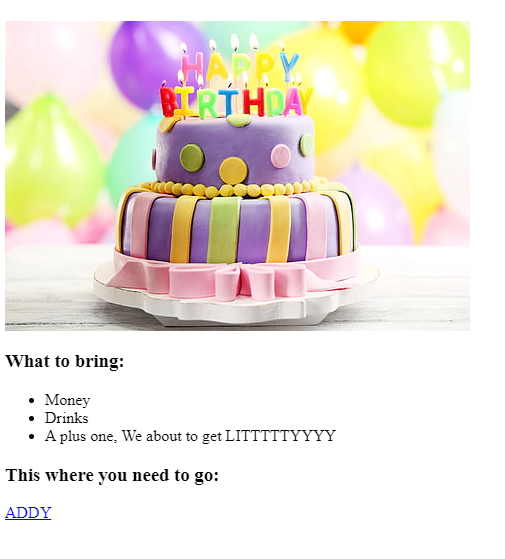 HAPPY
BIRTHDAY
What to bring:
Money
Drinks
A plus one, We about to get LITTTTTYYYY
This where you need to go:
ADDY